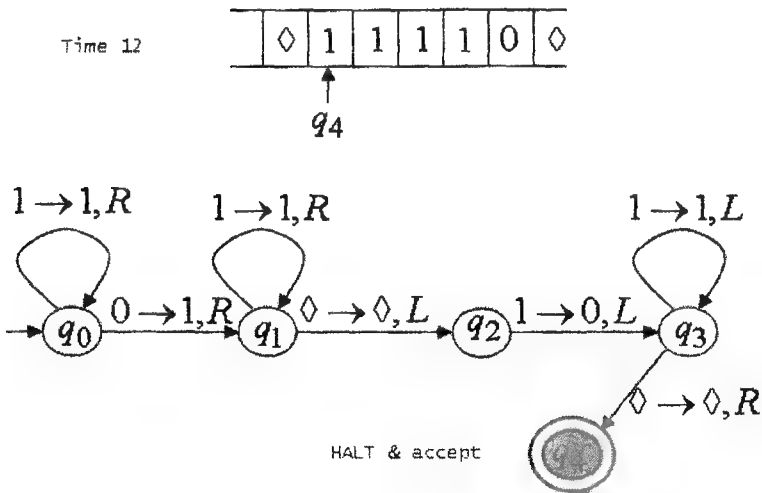 Time 12
◊ 1 1 1 1 0 ◊
q4
1 → 1, R 1 → 1, R 1 → 1, L
q0 0 → 1, R q1 ◊ → ◊, L q2 1 → 0, L q3
◊ → ◊, R
HALT & accept q4